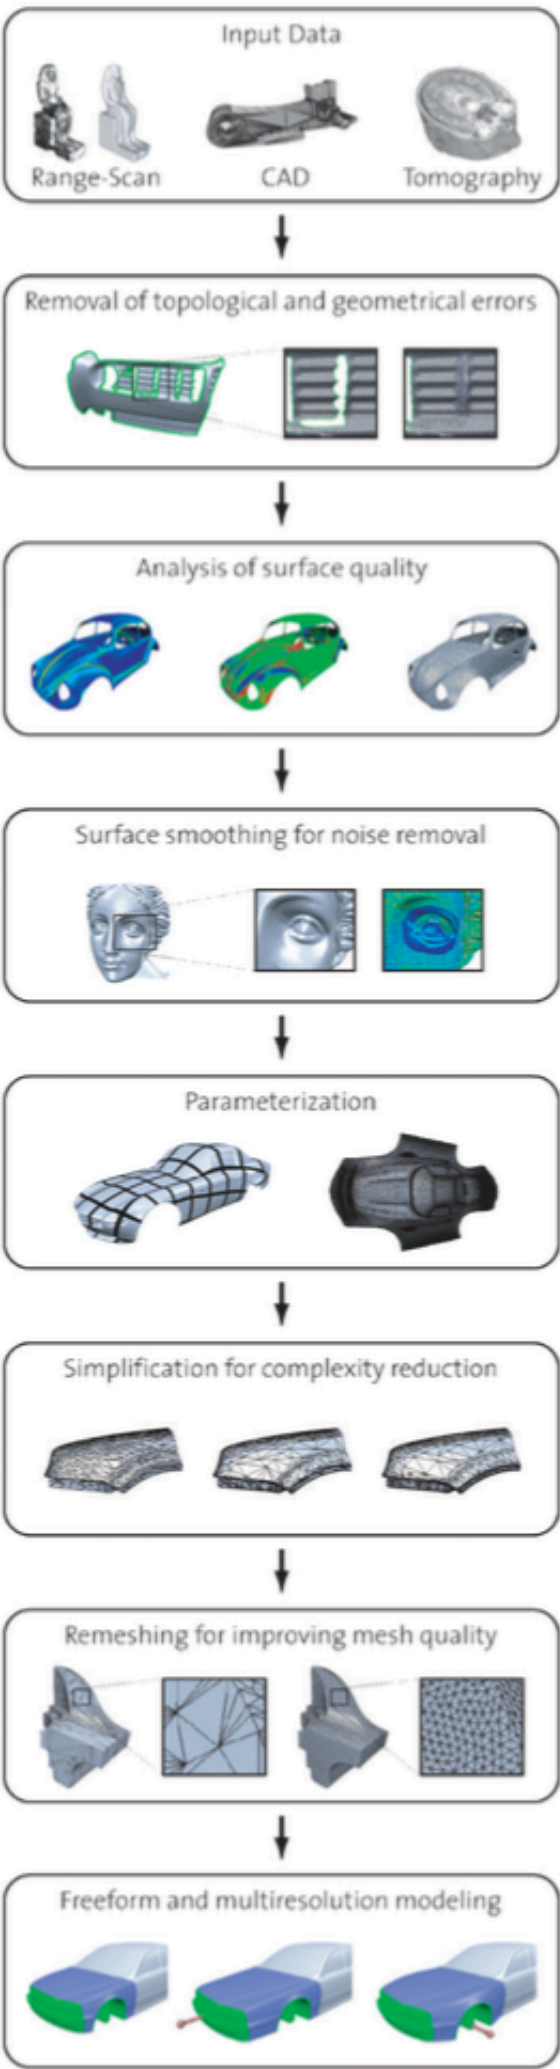 Input Data
Range-Scan CAD Tomography
Removal of topological and geometrical errors
Analysis of surface quality
Surface smoothing for noise removal
Parameterization
Simplification for complexity reduction
Remeshing for improving mesh quality
Freeform and multiresolution modeling